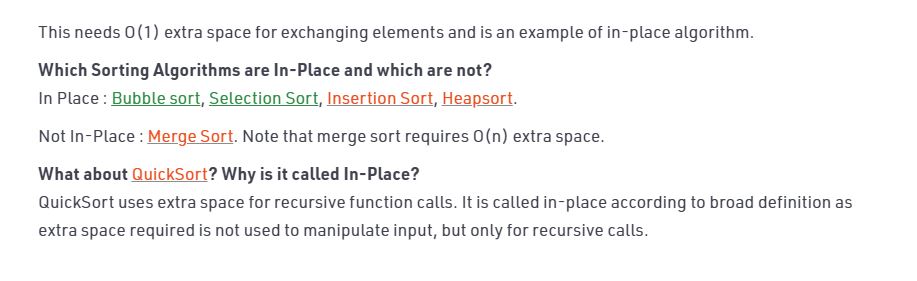 This needs O(1) extra space for exchanging elements and is an example of in-place algorithm.
Which Sorting Algorithms are In-Place and which are not?
In Place : Bubble sort, Selection Sort, Insertion Sort, Heapsort.
Not In-Place : Merge Sort. Note that merge sort requires O(n) extra space.
What about QuickSort? Why is it called In-Place?
QuickSort uses extra space for recursive function calls. It is called in-place according to broad definition as
extra space required is not used to manipulate input, but only for recursive calls.